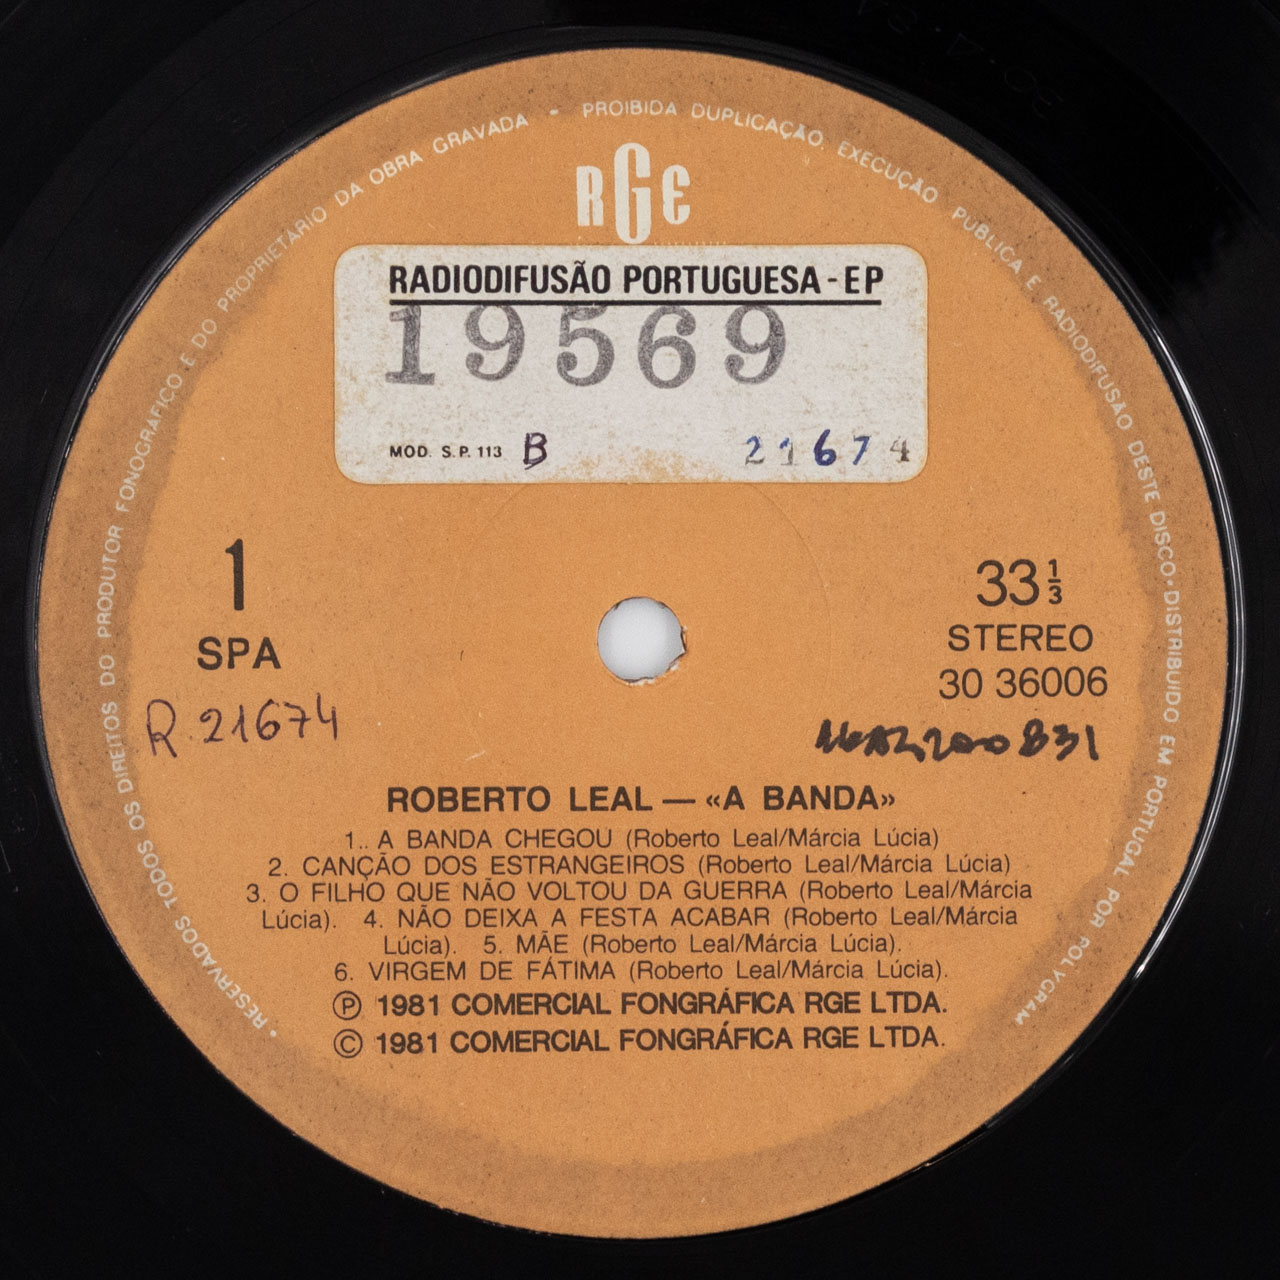 • RESERVADOS TODOS OS DIREITOS DO PRODUTOR FONOGRÁFICO E DO PROPRIETÁRIO DA OBRA GRAVADA - PROIBIDA DUPLICAÇÃO, EXECUÇÃO PÚBLICA E RADIODIFUSÃO DESTE DISCO • DISTRIBUIDO EM PORTUGAL POR POLYGRAM
RGE
RADIODIFUSÃO PORTUGUESA - EP
19569
MOD. S.P. 113 B 21674
1
SPA
R. 21674
33 1/3
STEREO
30 36006
831
ROBERTO LEAL — «A BANDA»
1.. A BANDA CHEGOU (Roberto Leal/Márcia Lúcia)
2. CANÇÃO DOS ESTRANGEIROS (Roberto Leal/Márcia Lúcia)
3. O FILHO QUE NÃO VOLTOU DA GUERRA (Roberto Leal/Márcia
Lúcia). 4. NÃO DEIXA A FESTA ACABAR (Roberto Leal/Márcia
Lúcia). 5. MÃE (Roberto Leal/Márcia Lúcia).
6. VIRGEM DE FÁTIMA (Roberto Leal/Márcia Lúcia).
Ⓟ 1981 COMERCIAL FONGRÁFICA RGE LTDA.
© 1981 COMERCIAL FONGRÁFICA RGE LTDA.